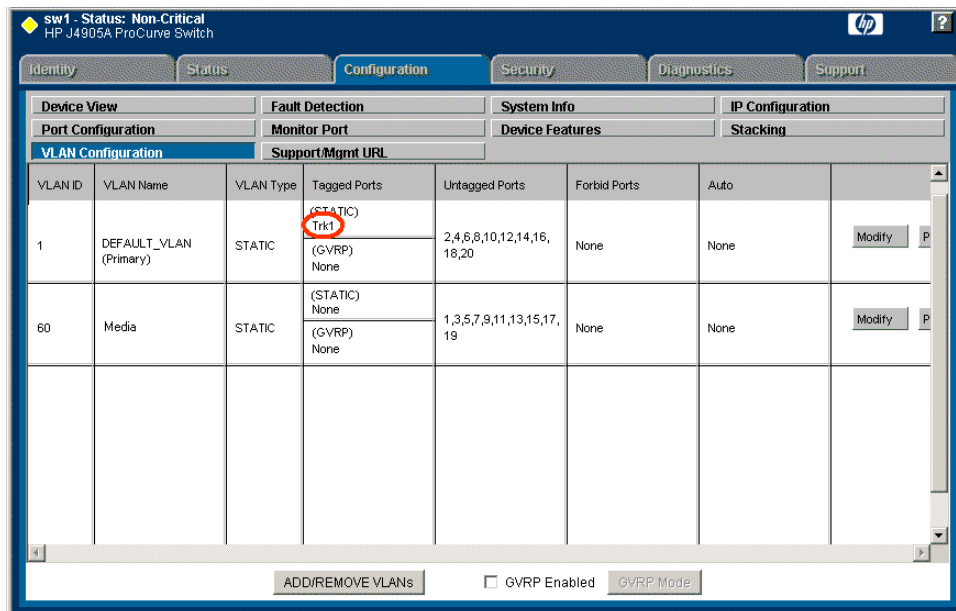 sw1 - Status: Non-Critical
HP J4905A ProCurve Switch
hp
?
Identity
Status
Configuration
Security
Diagnostics
Support
Device View
Fault Detection
System Info
IP Configuration
Port Configuration
Monitor Port
Device Features
Stacking
VLAN Configuration
Support/Mgmt URL
VLAN ID
VLAN Name
VLAN Type
Tagged Ports
Untagged Ports
Forbid Ports
Auto
1
DEFAULT_VLAN
(Primary)
STATIC
(STATIC)
Trk1
(GVRP)
None
2,4,6,8,10,12,14,16,
18,20
None
None
Modify
P
60
Media
STATIC
(STATIC)
None
(GVRP)
None
1,3,5,7,9,11,13,15,17,
19
None
None
Modify
P
ADD/REMOVE VLANs
GVRP Enabled
GVRP Mode